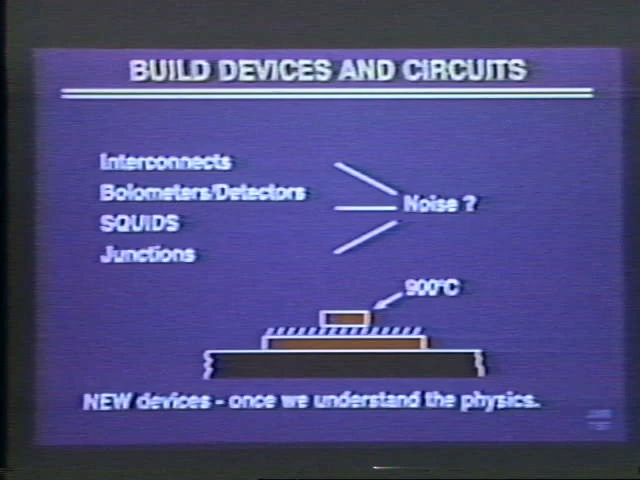 BUILD DEVICES AND CIRCUITS
Interconnects
Bolometers/Detectors
SQUIDS
Junctions
Noise ?
900°C
NEW devices - once we understand the physics.